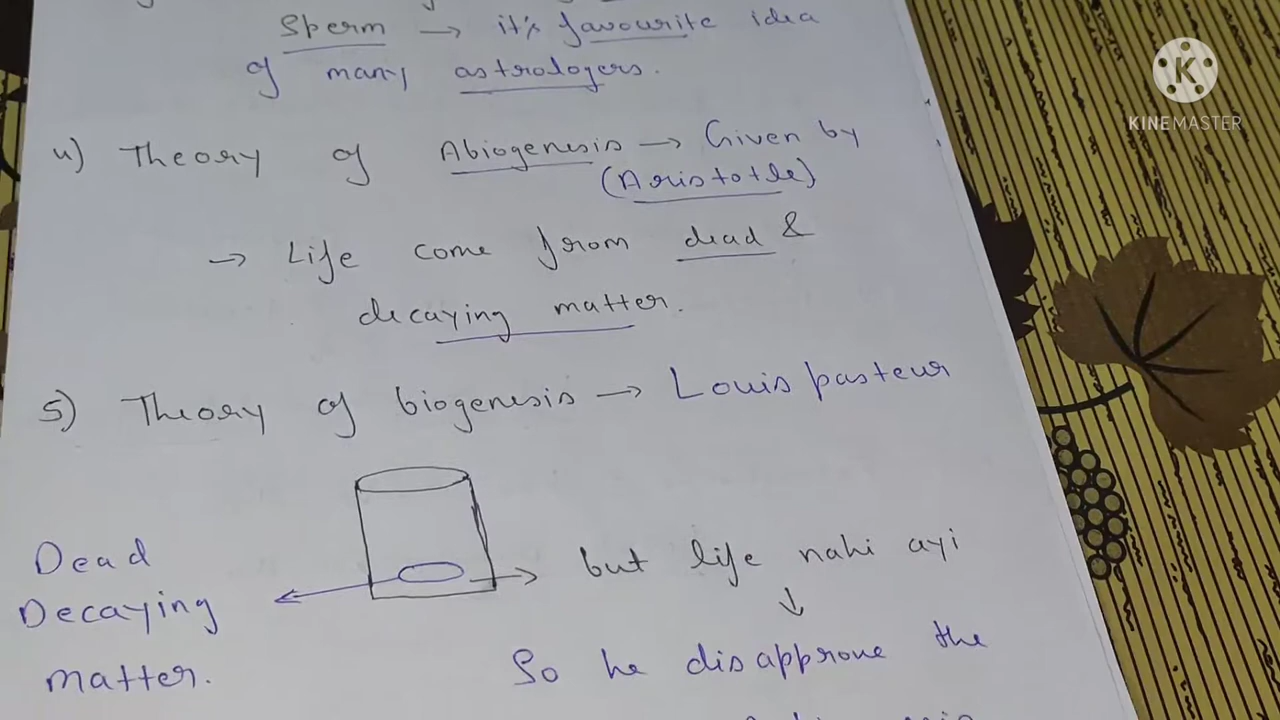 Sperm → it's favourite idea
of many astrologers.
4) Theory of Abiogenesis → Given by
(Aristotle)
→ Life come from dead &
decaying matter.
5) Theory of biogenesis → Louis pasteur
Dead
Decaying
matter.
→ but life nahi ayi
↓
So he disapprove the
K
KINEMASTER